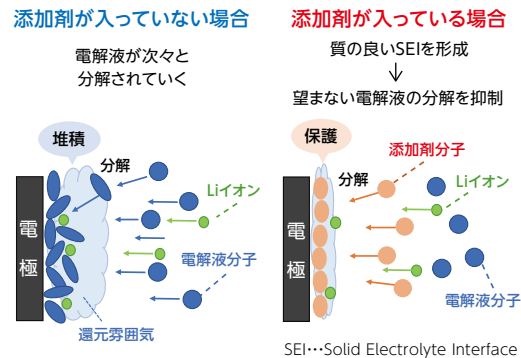 添加剤が入っていない場合
電解液が次々と
分解されていく
堆積
分解
Liイオン
電極
電解液分子
還元雰囲気
添加剤が入っている場合
質の良いSEIを形成
↓
望まない電解液の分解を抑制
保護
添加剤分子
分解
Liイオン
電極
電解液分子
SEI…Solid Electrolyte Interface